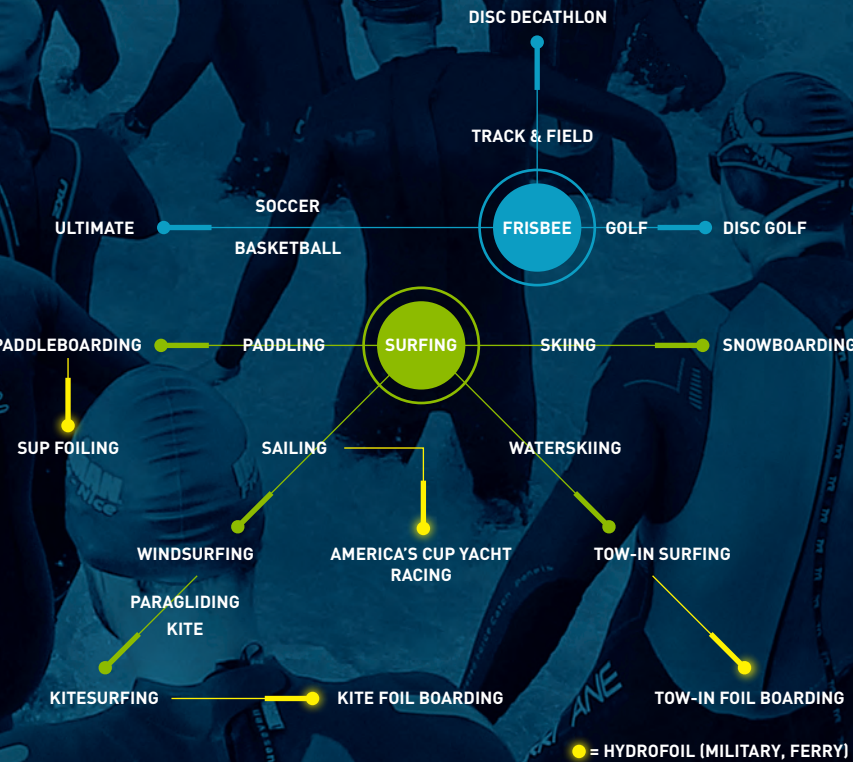 DISC DECATHLON
TRACK & FIELD
SOCCER
ULTIMATE
FRISBEE
GOLF
DISC GOLF
BASKETBALL
PADDLEBOARDING
PADDLING
SURFING
SKIING
SNOWBOARDING
SUP FOILING
SAILING
WATERSKIING
WINDSURFING
AMERICA'S CUP YACHT
RACING
TOW-IN SURFING
PARAGLIDING
KITE
KITESURFING
KITE FOIL BOARDING
TOW-IN FOIL BOARDING
= HYDROFOIL (MILITARY, FERRY)